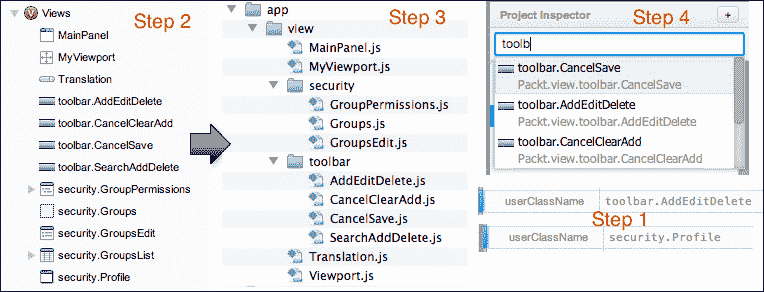 Views
Step 2
MainPanel
MyViewport
Translation
toolbar.AddEditDelete
toolbar.CancelClearAdd
toolbar.CancelSave
toolbar.SearchAddDelete
security.GroupPermissions
security.Groups
security.GroupsEdit
security.GroupsList
security.Profile
app
Step 3
view
MainPanel.js
MyViewport.js
security
GroupPermissions.js
Groups.js
GroupsEdit.js
toolbar
AddEditDelete.js
CancelClearAdd.js
CancelSave.js
SearchAddDelete.js
Translation.js
Viewport.js
Project Inspector
Step 4
+
toolb
toolbar.CancelSave
Packt.view.toolbar.CancelSave
toolbar.AddEditDelete
Packt.view.toolbar.AddEditDelete
toolbar.CancelClearAdd
Packt.view.toolbar.CancelClearAdd
userClassName toolbar.AddEditDelete
Step 1
userClassName security.Profile